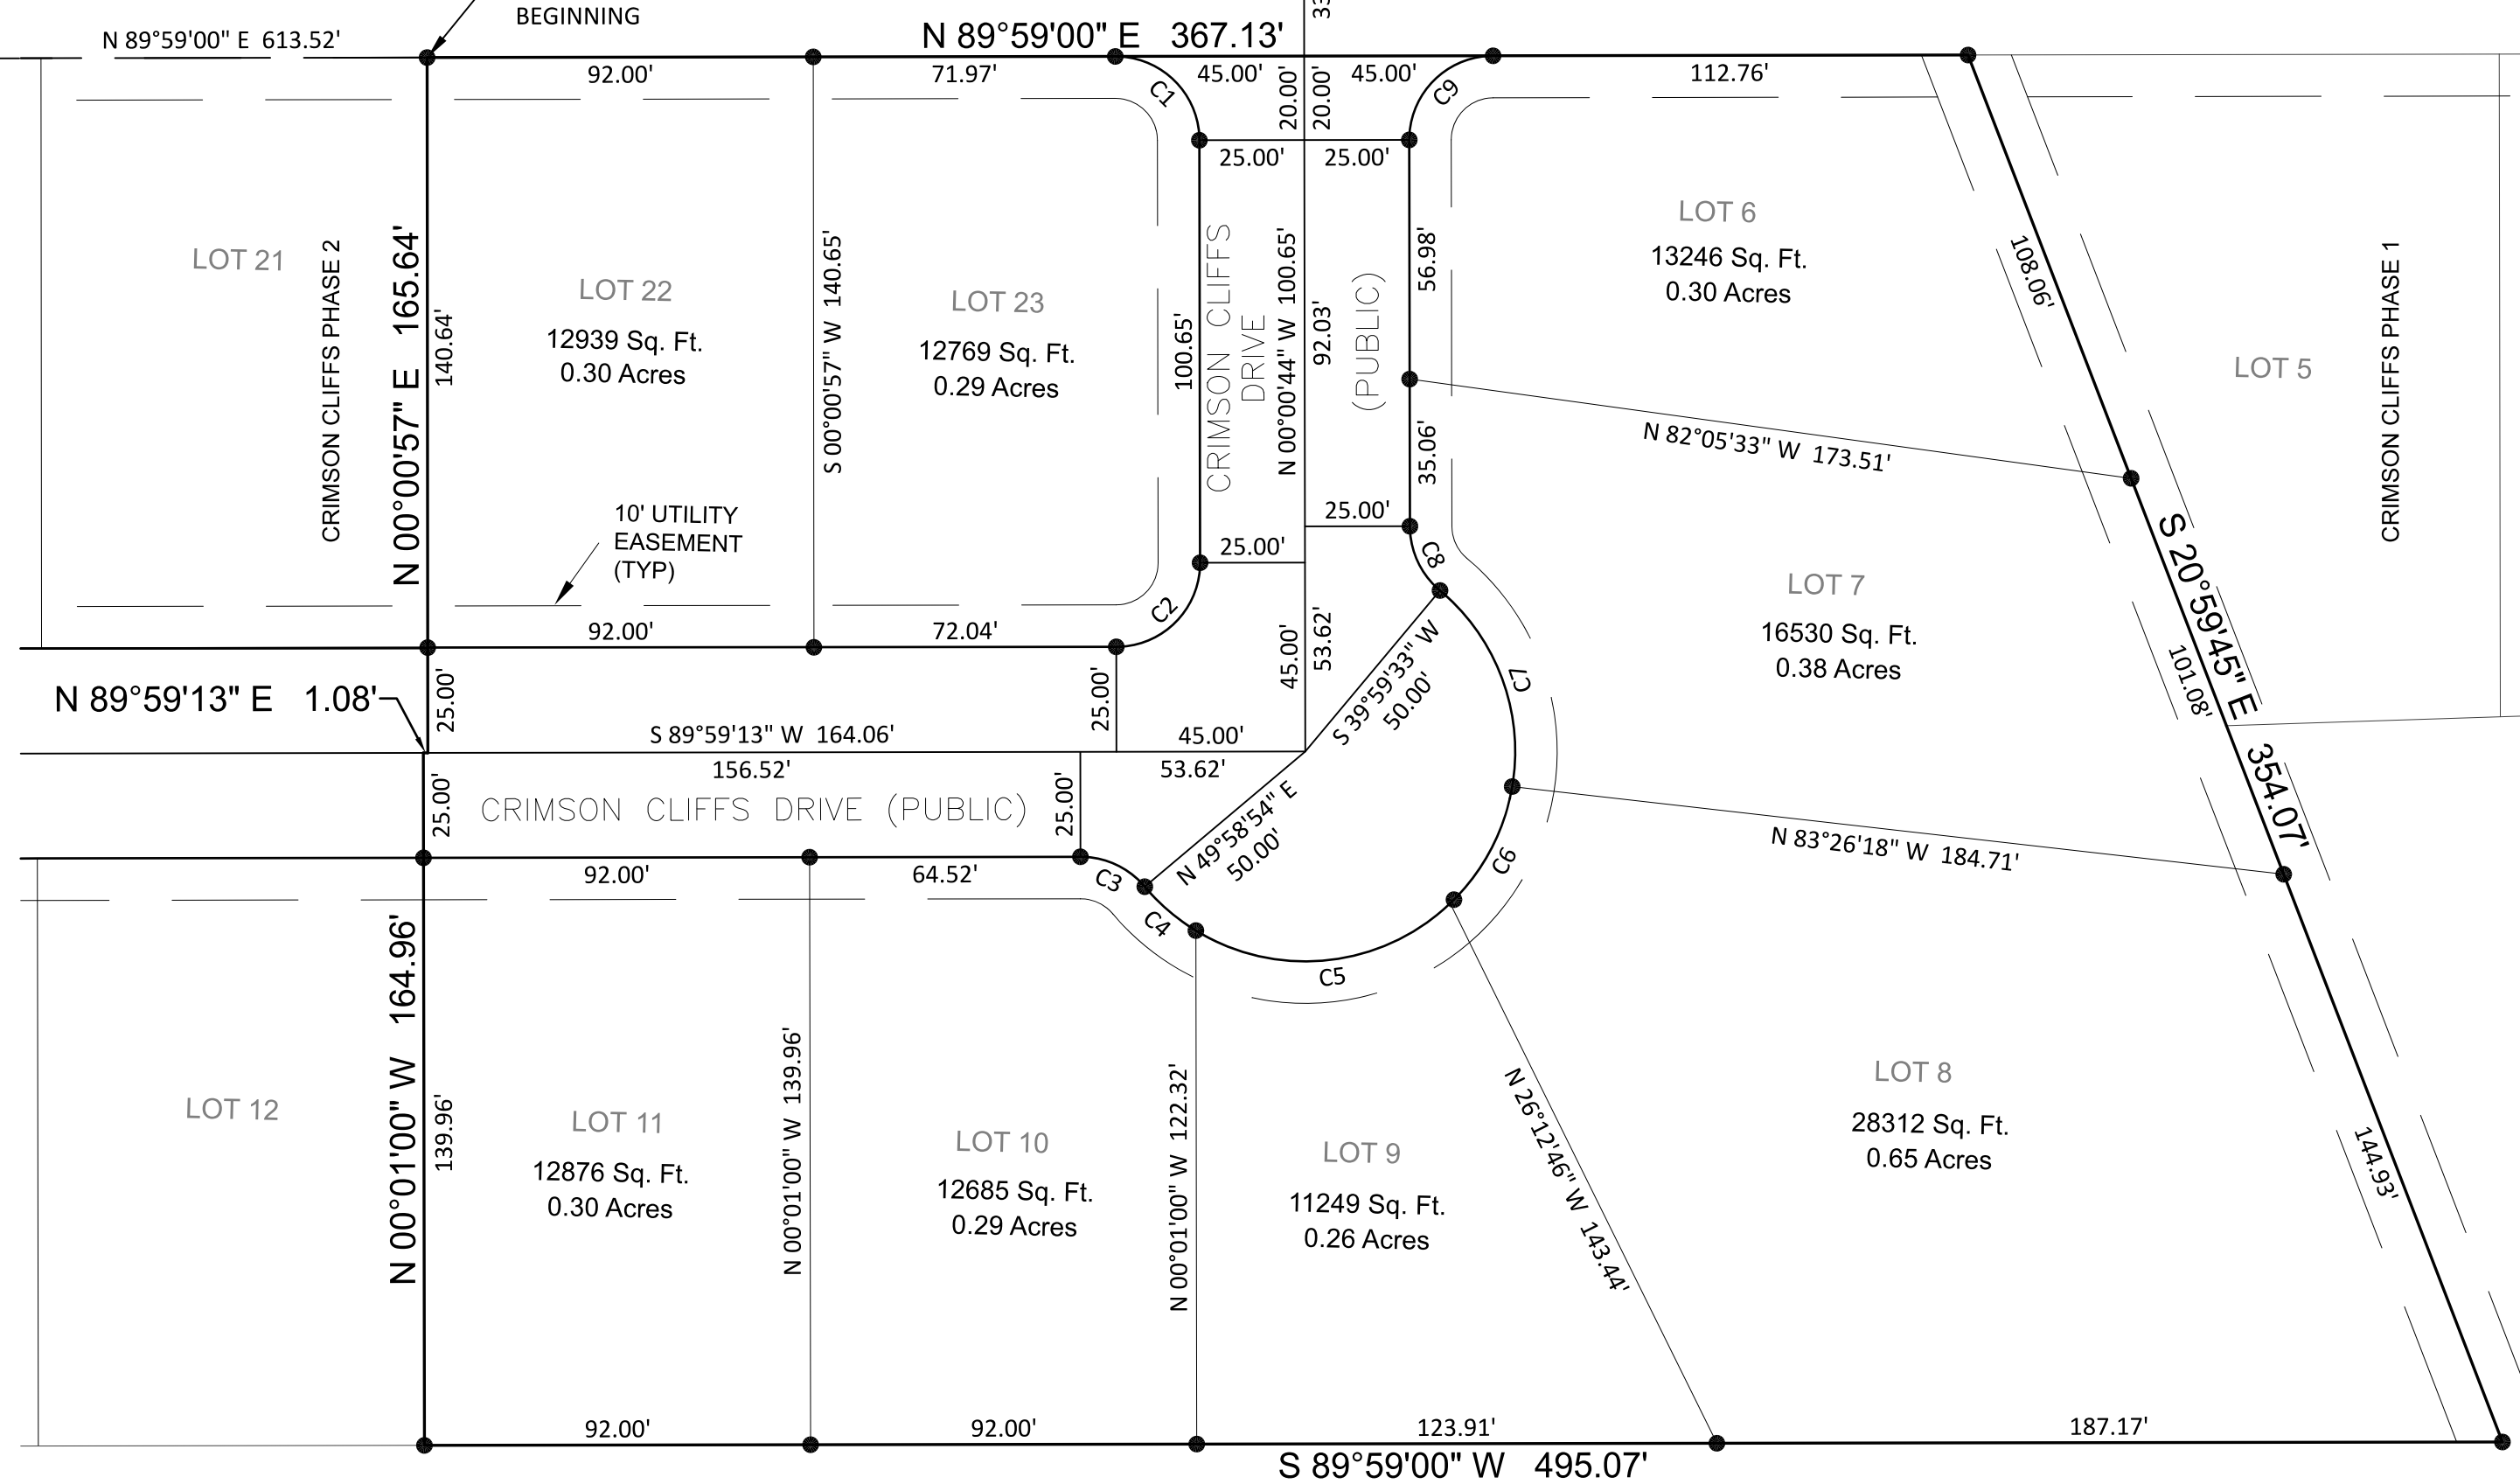 BEGINNING
N 89°59'00" E 613.52'
N 89°59'00" E 367.13'
92.00'
71.97'
45.00'
45.00'
112.76'
C1
20.00'
20.00'
C9
25.00'
25.00'
LOT 21
CRIMSON CLIFFS PHASE 2
N 00°00'57" E 165.64'
140.64'
LOT 22
12939 Sq. Ft.
0.30 Acres
S 00°00'57" W 140.65'
LOT 23
12769 Sq. Ft.
0.29 Acres
100.65'
CRIMSON CLIFFS
DRIVE
N 00°00'44" W 100.65'
92.03'
(PUBLIC)
56.98'
LOT 6
13246 Sq. Ft.
0.30 Acres
108.06'
LOT 5
CRIMSON CLIFFS PHASE 1
N 82°05'33" W 173.51'
35.06'
10' UTILITY
EASEMENT
(TYP)
25.00'
25.00'
C8
C2
92.00'
72.04'
LOT 7
16530 Sq. Ft.
0.38 Acres
S 20°59'45" E 354.07'
101.08'
N 89°59'13" E 1.08'
25.00'
25.00'
45.00'
53.62'
S 39°59'33" W
50.00'
C7
S 89°59'13" W 164.06'
45.00'
156.52'
53.62'
25.00'
CRIMSON CLIFFS DRIVE (PUBLIC)
25.00'
N 49°58'54" E
50.00'
N 83°26'18" W 184.71'
C6
92.00'
64.52'
C3
C4
C5
N 00°01'00" W 164.96'
139.96'
LOT 12
LOT 11
12876 Sq. Ft.
0.30 Acres
N 00°01'00" W 139.96'
LOT 10
12685 Sq. Ft.
0.29 Acres
N 00°01'00" W 122.32'
LOT 9
11249 Sq. Ft.
0.26 Acres
N 26°12'46" W 143.44'
LOT 8
28312 Sq. Ft.
0.65 Acres
144.93'
92.00'
92.00'
123.91'
187.17'
S 89°59'00" W 495.07'